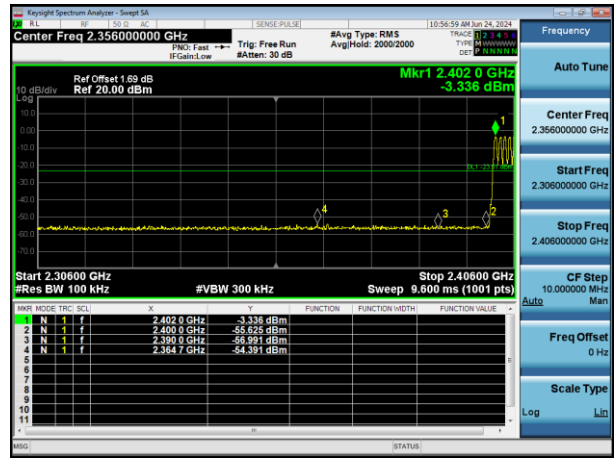 Keysight Spectrum Analyzer - Swept SA
RL RF 50 Ω AC SENSE:PULSE 10:56:59 AM Jun 24, 2024
Center Freq 2.356000000 GHz
PNO: Fast
IFGain:Low
Trig: Free Run
#Atten: 30 dB
#Avg Type: RMS
Avg|Hold: 2000/2000
TRACE 1 2 3 4 5 6
TYPE M WWWWW
DET P NNNNN
Ref Offset 1.69 dB
Ref 20.00 dBm
10 dB/div
Log
Mkr1 2.402 0 GHz
-3.336 dBm
10.0
0.00
-10.0
-20.0
-30.0
-40.0
-50.0
-60.0
-70.0
1
2
3
4
Start 2.30600 GHz
Stop 2.40600 GHz
#Res BW 100 kHz
#VBW 300 kHz
Sweep 9.600 ms (1001 pts)
MKR MODE TRC SCL X Y FUNCTION FUNCTION WIDTH FUNCTION VALUE
1 N 1 f 2.402 0 GHz -3.336 dBm
2 N 1 f 2.400 0 GHz -55.625 dBm
3 N 1 f 2.390 0 GHz -56.991 dBm
4 N 1 f 2.364 7 GHz -54.391 dBm
5
6
7
8
9
10
11
MSG STATUS
Frequency
Auto Tune
Center Freq
2.356000000 GHz
Start Freq
2.306000000 GHz
Stop Freq
2.406000000 GHz
CF Step
10.000000 MHz
Auto Man
Freq Offset
0 Hz
Scale Type
Log Lin